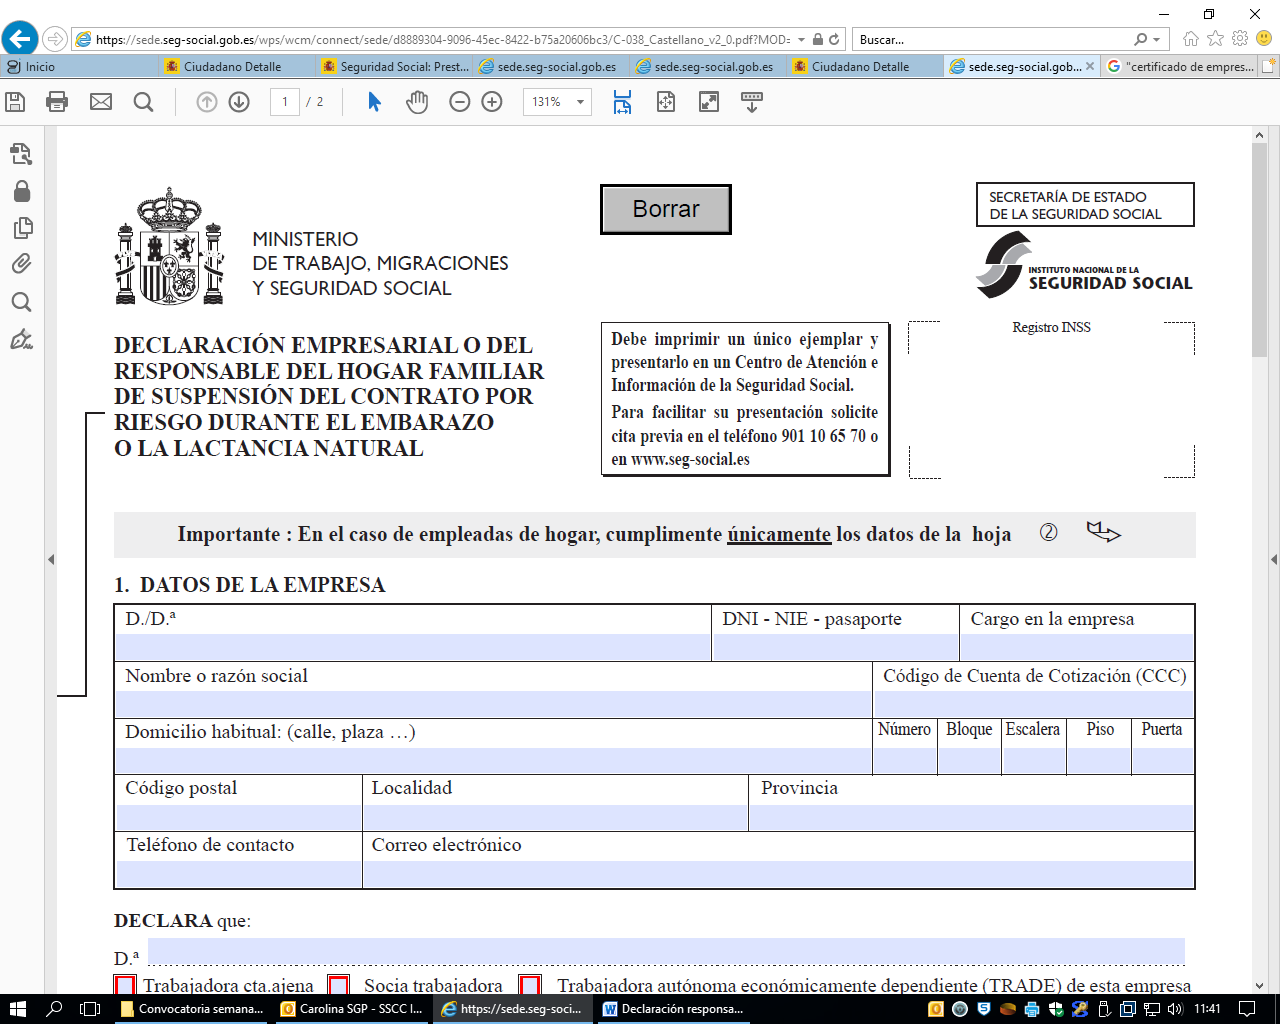 https://sede.seg-social.gob.es/wps/wcm/connect/sede/d8889304-9096-45ec-8422-b75a20606bc3/C-038_Castellano_v2_0.pdf?MOD=
Buscar...
Inicio
Ciudadano Detalle
Seguridad Social: Prest...
sede.seg-social.gob.es
sede.seg-social.gob.es
Ciudadano Detalle
sede.seg-social.gob...
"certificado de empres...
1 / 2
131%
MINISTERIO
DE TRABAJO, MIGRACIONES
Y SEGURIDAD SOCIAL
Borrar
SECRETARÍA DE ESTADO
DE LA SEGURIDAD SOCIAL
INSTITUTO NACIONAL DE LA
SEGURIDAD SOCIAL
DECLARACIÓN EMPRESARIAL O DEL
RESPONSABLE DEL HOGAR FAMILIAR
DE SUSPENSIÓN DEL CONTRATO POR
RIESGO DURANTE EL EMBARAZO
O LA LACTANCIA NATURAL
Debe imprimir un único ejemplar y
presentarlo en un Centro de Atención e
Información de la Seguridad Social.
Para facilitar su presentación solicite
cita previa en el teléfono 901 10 65 70 o
en www.seg-social.es
Registro INSS
Importante : En el caso de empleadas de hogar, cumplimente únicamente los datos de la hoja ②
1. DATOS DE LA EMPRESA
D./D.ª
DNI - NIE - pasaporte
Cargo en la empresa
Nombre o razón social
Código de Cuenta de Cotización (CCC)
Domicilio habitual: (calle, plaza …)
Número
Bloque
Escalera
Piso
Puerta
Código postal
Localidad
Provincia
Teléfono de contacto
Correo electrónico
DECLARA que:
D.ª
Trabajadora cta.ajena
Socia trabajadora
Trabajadora autónoma económicamente dependiente (TRADE) de esta empresa
Convocatoria semana...
Carolina SGP - SSCC I...
https://sede.seg-soci...
Declaración responsa...
11:41